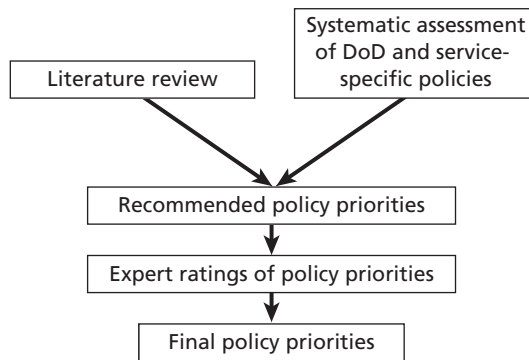 Literature review
Systematic assessment
of DoD and service-
specific policies
Recommended policy priorities
Expert ratings of policy priorities
Final policy priorities